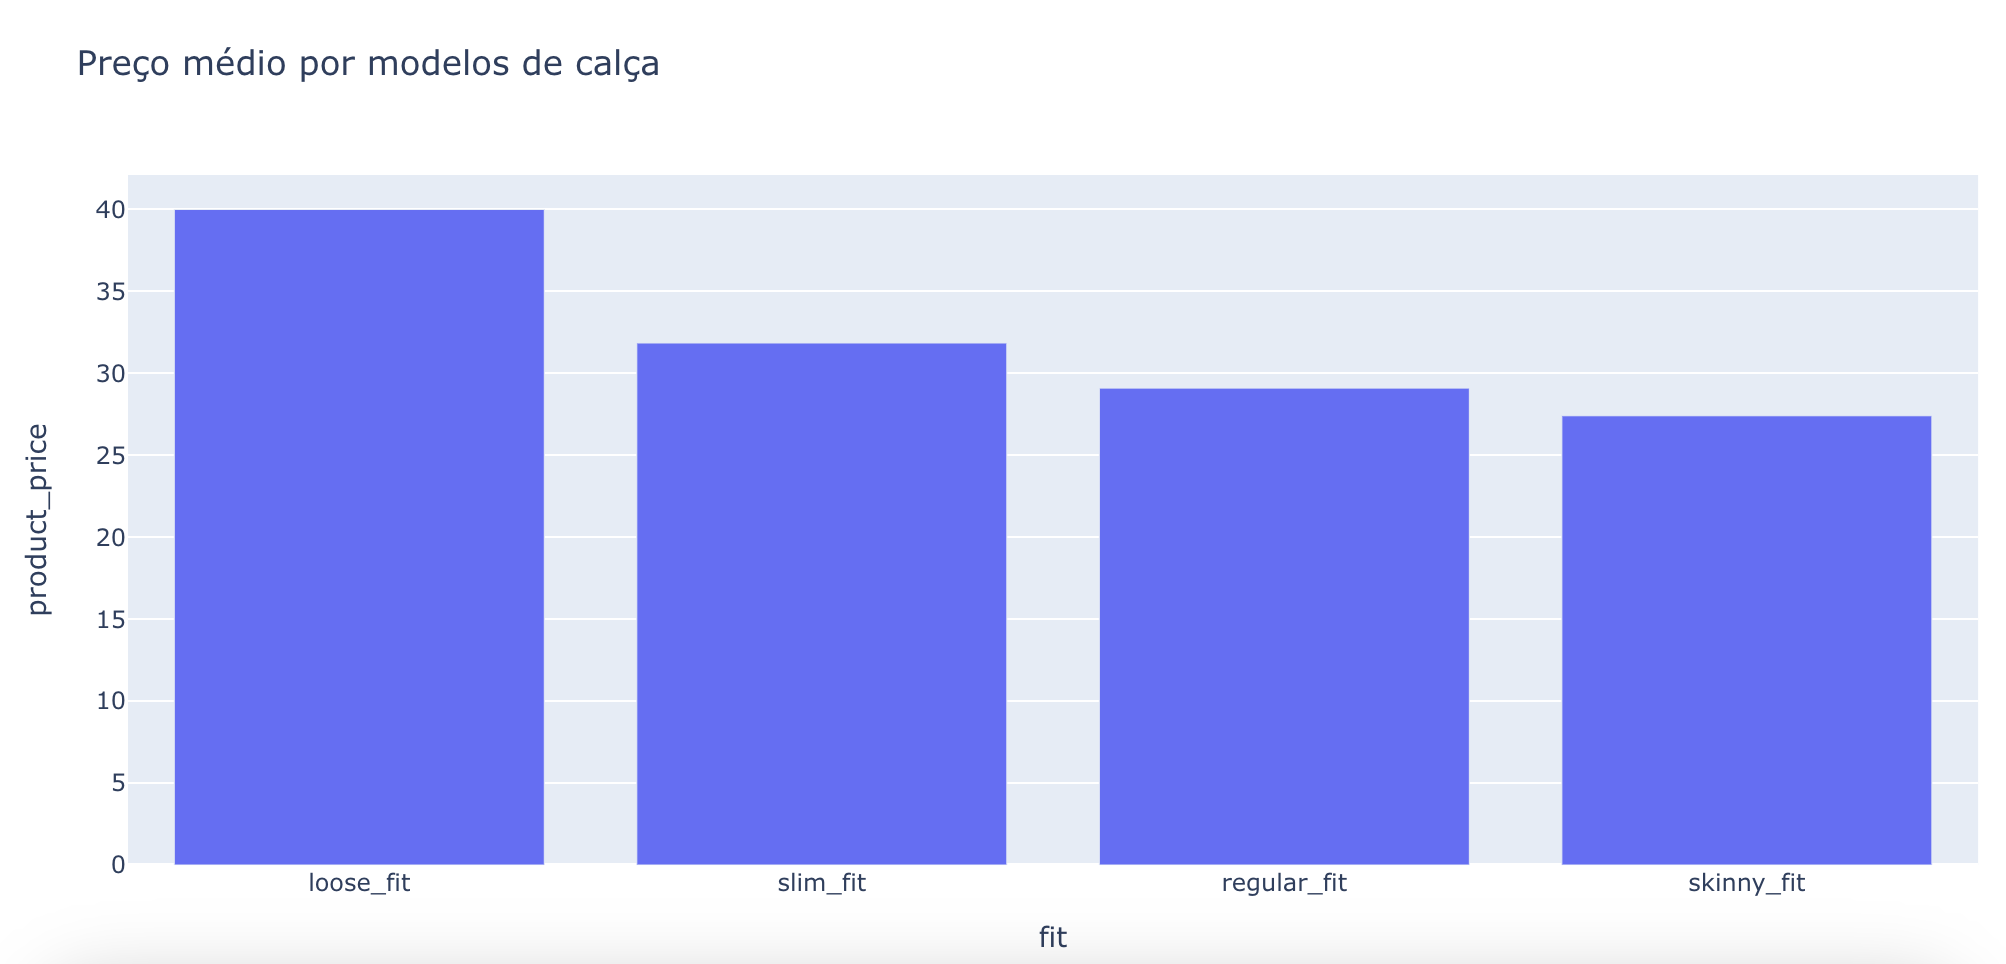 Preço médio por modelos de calça
40
35
30
25
20
15
10
5
0
product_price
loose_fit
slim_fit
regular_fit
skinny_fit
fit